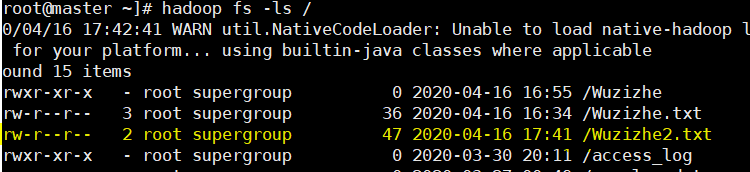 root@master ~]# hadoop fs -ls /
0/04/16 17:42:41 WARN util.NativeCodeLoader: Unable to load native-hadoop l
for your platform... using builtin-java classes where applicable
ound 15 items
rwxr-xr-x - root supergroup 0 2020-04-16 16:55 /Wuzizhe
rw-r--r-- 3 root supergroup 36 2020-04-16 16:34 /Wuzizhe.txt
rw-r--r-- 2 root supergroup 47 2020-04-16 17:41 /Wuzizhe2.txt
rwxr-xr-x - root supergroup 0 2020-03-30 20:11 /access_log